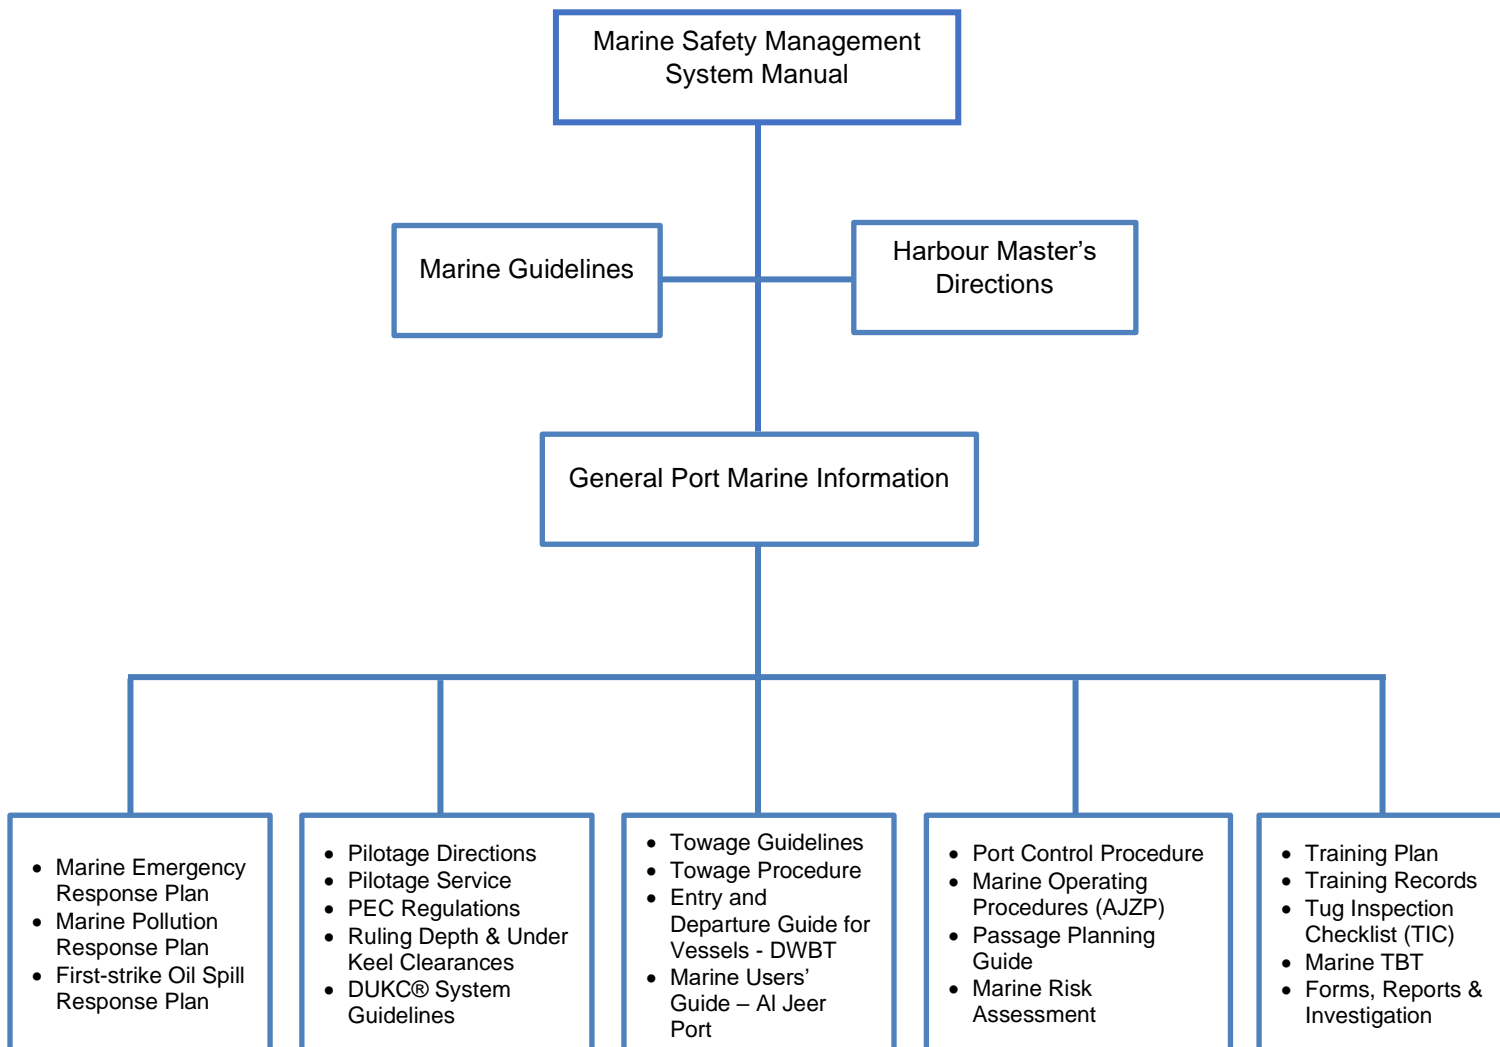 Marine Safety Management
System Manual
Marine Guidelines
Harbour Master’s
Directions
General Port Marine Information
• Marine Emergency
Response Plan
• Marine Pollution
Response Plan
• First-strike Oil Spill
Response Plan
• Pilotage Directions
• Pilotage Service
• PEC Regulations
• Ruling Depth & Under
Keel Clearances
• DUKC® System
Guidelines
• Towage Guidelines
• Towage Procedure
• Entry and
Departure Guide for
Vessels - DWBT
• Marine Users’
Guide – Al Jeer
Port
• Port Control Procedure
• Marine Operating
Procedures (AJZP)
• Passage Planning
Guide
• Marine Risk
Assessment
• Training Plan
• Training Records
• Tug Inspection
Checklist (TIC)
• Marine TBT
• Forms, Reports &
Investigation